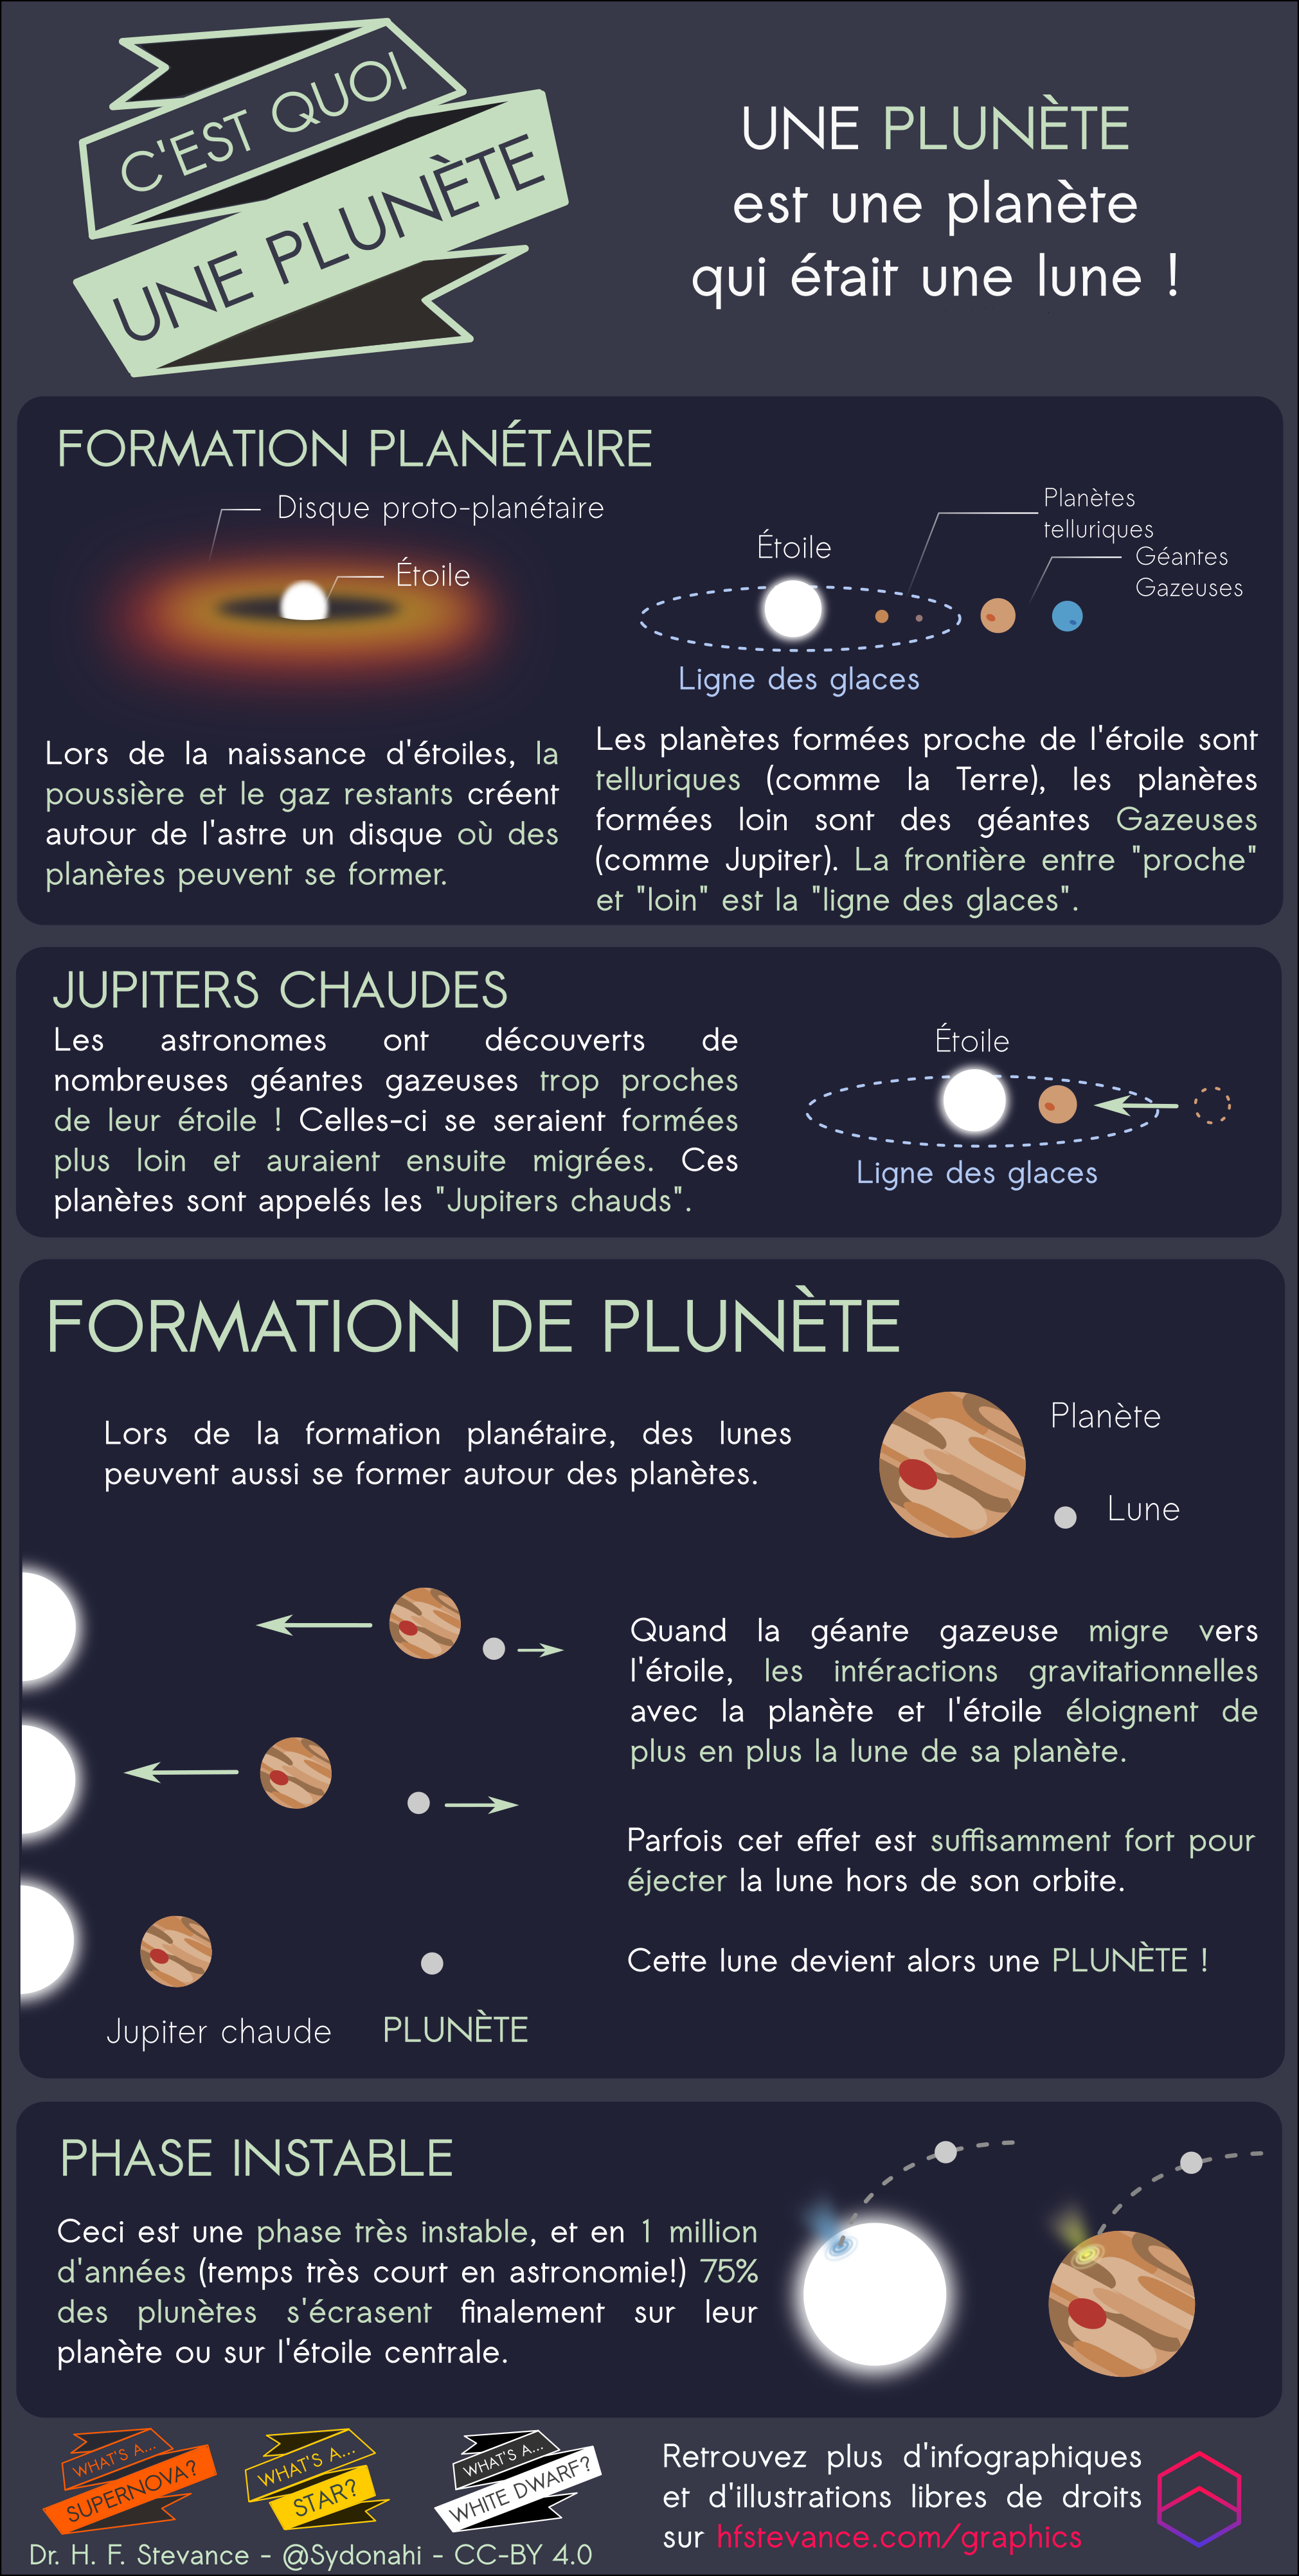 C'EST QUOI
UNE PLUNÈTE
UNE PLUNÈTE
est une planète
qui était une lune !
FORMATION PLANÉTAIRE
Disque proto-planétaire
Étoile
Étoile
Planètes
telluriques
Géantes
Gazeuses
Ligne des glaces
Lors de la naissance d'étoiles, la
poussière et le gaz restants créent
autour de l'astre un disque où des
planètes peuvent se former.
Les planètes formées proche de l'étoile sont
telluriques (comme la Terre), les planètes
formées loin sont des géantes Gazeuses
(comme Jupiter). La frontière entre "proche"
et "loin" est la "ligne des glaces".
JUPITERS CHAUDES
Les astronomes ont découverts de
nombreuses géantes gazeuses trop proches
de leur étoile ! Celles-ci se seraient formées
plus loin et auraient ensuite migrées. Ces
planètes sont appelés les "Jupiters chauds".
Étoile
Ligne des glaces
FORMATION DE PLUNÈTE
Lors de la formation planétaire, des lunes
peuvent aussi se former autour des planètes.
Planète
Lune
Quand la géante gazeuse migre vers
l'étoile, les intéractions gravitationnelles
avec la planète et l'étoile éloignent de
plus en plus la lune de sa planète.
Parfois cet effet est suffisamment fort pour
éjecter la lune hors de son orbite.
Cette lune devient alors une PLUNÈTE !
Jupiter chaude
PLUNÈTE
PHASE INSTABLE
Ceci est une phase très instable, et en 1 million
d'années (temps très court en astronomie!) 75%
des plunètes s'écrasent finalement sur leur
planète ou sur l'étoile centrale.
WHAT'S A...
SUPERNOVA?
WHAT'S A...
STAR?
WHAT'S A...
WHITE DWARF?
Dr. H. F. Stevance - @Sydonahi - CC-BY 4.0
Retrouvez plus d'infographiques
et d'illustrations libres de droits
sur hfstevance.com/graphics